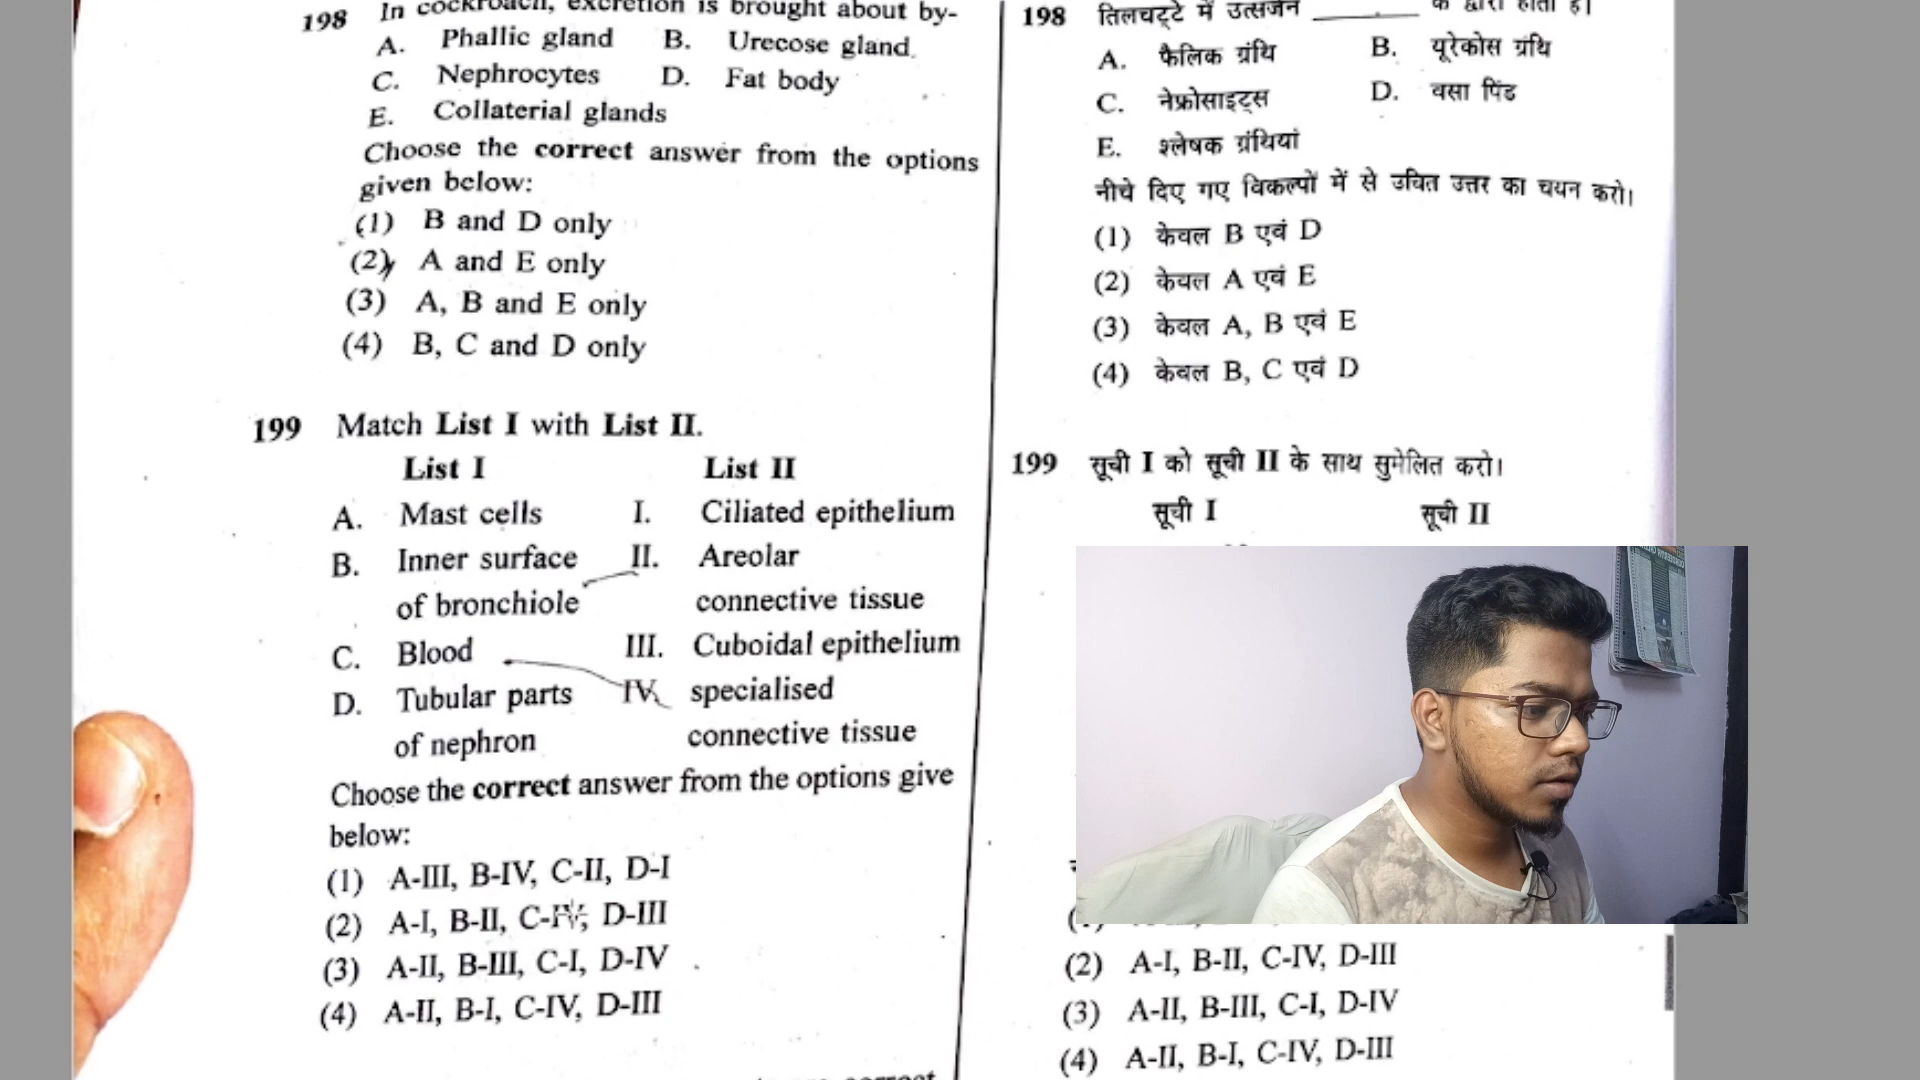 198 In cockroach, excretion is brought about by-
A. Phallic gland B. Urecose gland
C. Nephrocytes D. Fat body
E. Collaterial glands
Choose the correct answer from the options
given below:
(1) B and D only
(2) A and E only
(3) A, B and E only
(4) B, C and D only
199 Match List I with List II.
List I List II
A. Mast cells I. Ciliated epithelium
B. Inner surface II. Areolar
of bronchiole connective tissue
C. Blood III. Cuboidal epithelium
D. Tubular parts IV. specialised
of nephron connective tissue
Choose the correct answer from the options give
below:
(1) A-III, B-IV, C-II, D-I
(2) A-I, B-II, C-IV, D-III
(3) A-II, B-III, C-I, D-IV
(4) A-II, B-I, C-IV, D-III
198 तिलचट्टे में उत्सर्जन ________ के द्वारा होता है।
A. फैलिक ग्रंथि B. यूरेकोस ग्रंथि
C. नेफ्रोसाइट्स D. वसा पिंड
E. श्लेषक ग्रंथियां
नीचे दिए गए विकल्पों में से उचित उत्तर का चयन करो।
(1) केवल B एवं D
(2) केवल A एवं E
(3) केवल A, B एवं E
(4) केवल B, C एवं D
199 सूची I को सूची II के साथ सुमेलित करो।
सूची I सूची II
(2) A-I, B-II, C-IV, D-III
(3) A-II, B-III, C-I, D-IV
(4) A-II, B-I, C-IV, D-III